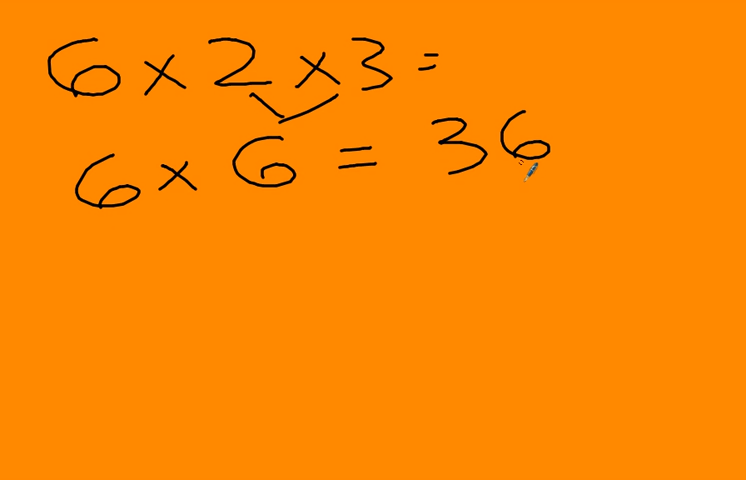 6 × 2 × 3 =
6 × 6 = 36